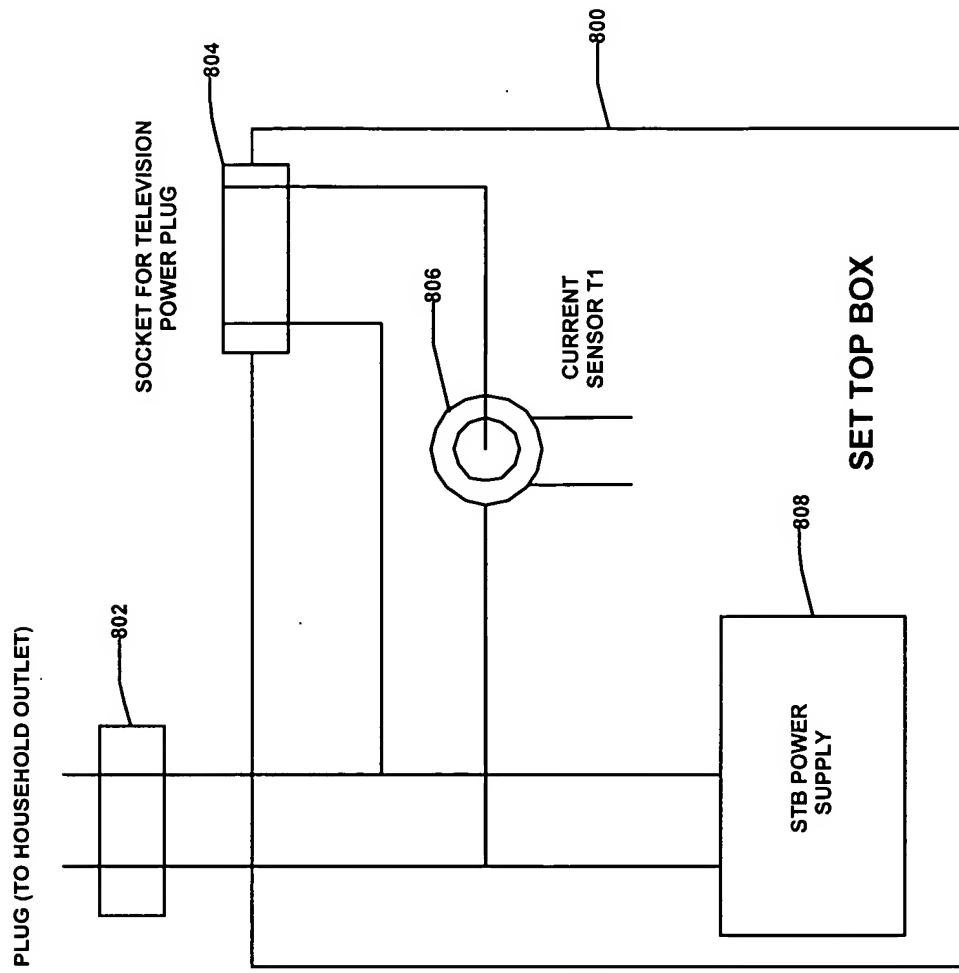 PLUG (TO HOUSEHOLD OUTLET)
802
SOCKET FOR TELEVISION
POWER PLUG
804
806
CURRENT
SENSOR T1
800
808
STB POWER
SUPPLY
SET TOP BOX